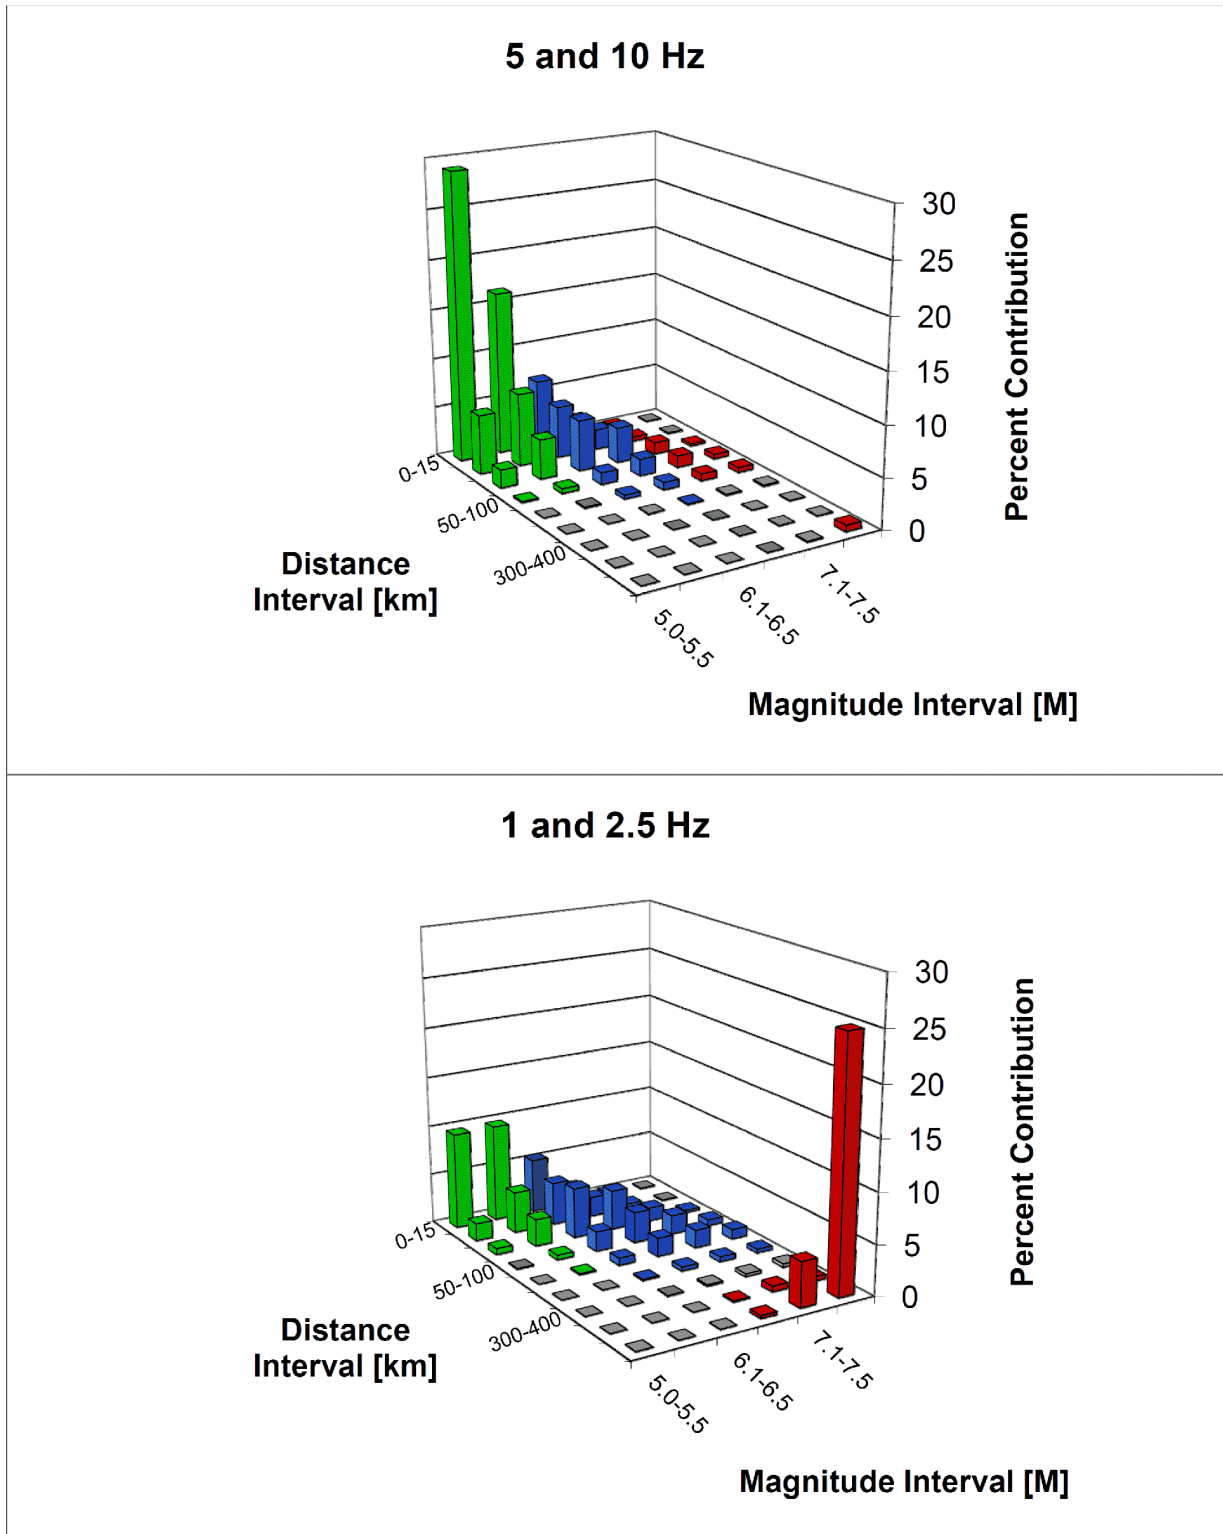 5 and 10 Hz
30
25
20
15
10
5
0
Percent Contribution
0-15
50-100
300-400
Distance
Interval [km]
5.0-5.5
6.1-6.5
7.1-7.5
Magnitude Interval [M]
1 and 2.5 Hz
30
25
20
15
10
5
0
Percent Contribution
0-15
50-100
300-400
Distance
Interval [km]
5.0-5.5
6.1-6.5
7.1-7.5
Magnitude Interval [M]